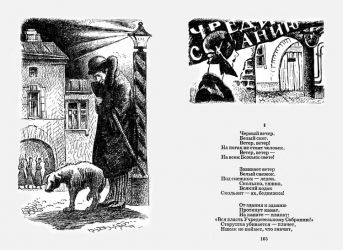 ЧРЕДИТ
СОБРАНИЮ
1
Черный вечер.
Белый снег.
Ветер, ветер!
На ногах не стоит человек.
Ветер, ветер —
На всем Божьем свете!
Завивает ветер
Белый снежок.
Под снежком — ледок.
Скользко, тяжко,
Всякий ходок
Скользит — ах, бедняжка!
От здания к зданию
Протянут канат.
На канате — плакат:
«Вся власть Учредительному Собранию!»
Старушка убивается — плачет,
Никак не поймет, что значит,
165